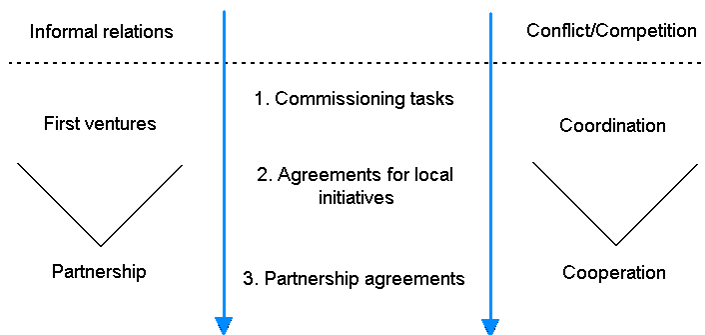 Informal relations
Conflict/Competition
1. Commissioning tasks
First ventures
Coordination
2. Agreements for local
initiatives
Partnership
3. Partnership agreements
Cooperation